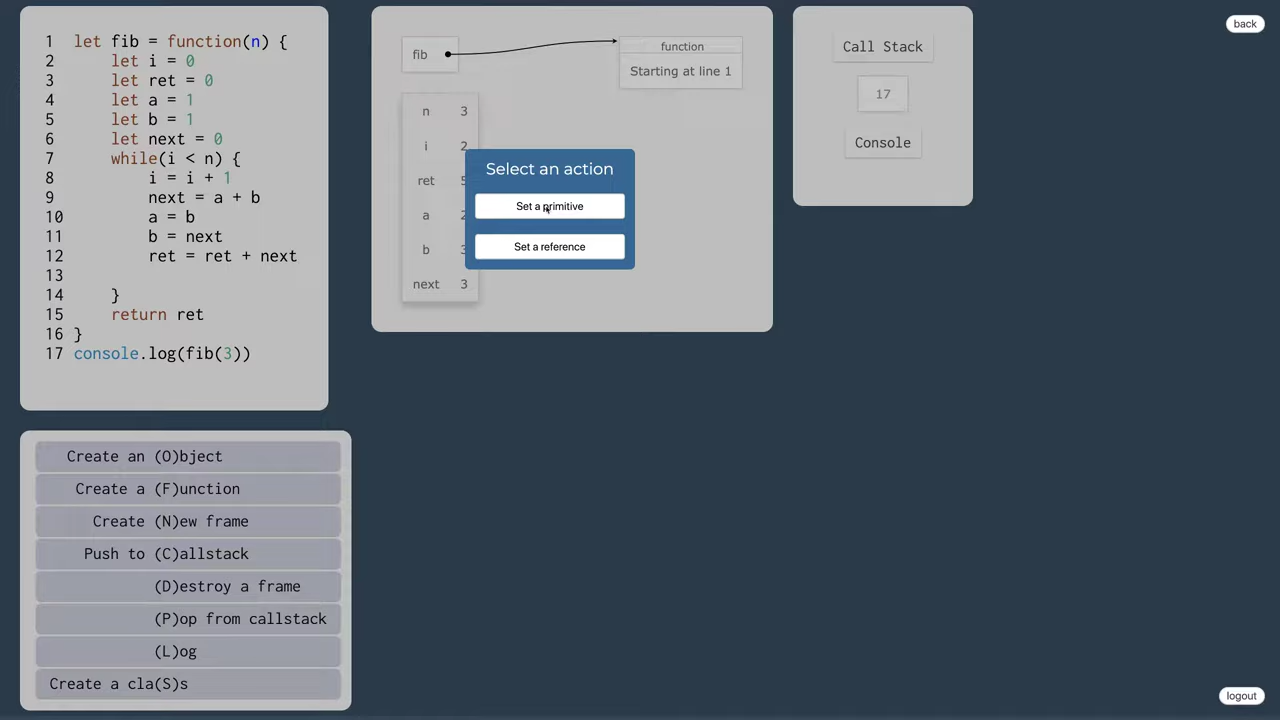 1 let fib = function(n) {
2 let i = 0
3 let ret = 0
4 let a = 1
5 let b = 1
6 let next = 0
7 while(i < n) {
8 i = i + 1
9 next = a + b
10 a = b
11 b = next
12 ret = ret + next
13
14 }
15 return ret
16 }
17 console.log(fib(3))
Create an (O)bject
Create a (F)unction
Create (N)ew frame
Push to (C)allstack
(D)estroy a frame
(P)op from callstack
(L)og
Create a cla(S)s
fib
function
Starting at line 1
n 3
i 2
ret 5
a 2
b 3
next 3
Select an action
Set a primitive
Set a reference
Call Stack
17
Console
back
logout